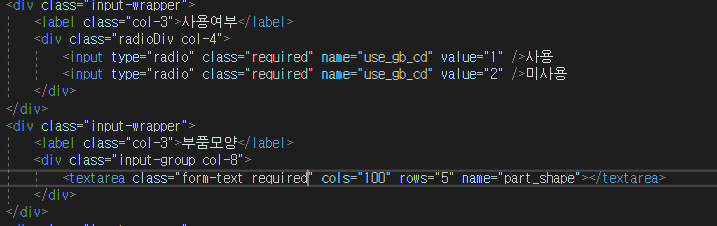 <div class="input-wrapper">
<label class="col-3">사용여부</label>
<div class="radioDiv col-4">
<input type="radio" class="required" name="use_gb_cd" value="1" />사용
<input type="radio" class="required" name="use_gb_cd" value="2" />미사용
</div>
</div>
<div class="input-wrapper">
<label class="col-3">부품모양</label>
<div class="input-group col-8">
<textarea class="form-text required" cols="100" rows="5" name="part_shape"></textarea>
</div>
</div>
<div class="input-wrapper">